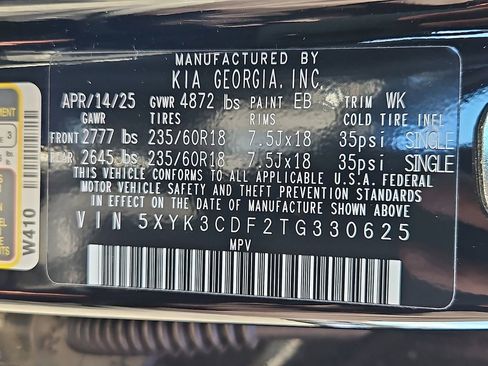 MANUFACTURED BY
KIA GEORGIA, INC.
APR/14/25 GVWR 4872 lbs PAINT EB TRIM WK
GAWR TIRES RIMS COLD TIRE INFL.
FRONT 2777 lbs 235/60R18 7.5Jx18 35psi SINGLE
REAR 2645 lbs 235/60R18 7.5Jx18 35psi SINGLE
THIS VEHICLE CONFORMS TO ALL APPLICABLE U.S.A. FEDERAL
MOTOR VEHICLE SAFETY AND THEFT PREVENTION STANDARDS
IN EFFECT ON THE DATE OF MANUFACTURE SHOWN ABOVE
VIN 5XYK3CDF2TG330625
MPV
W410
3